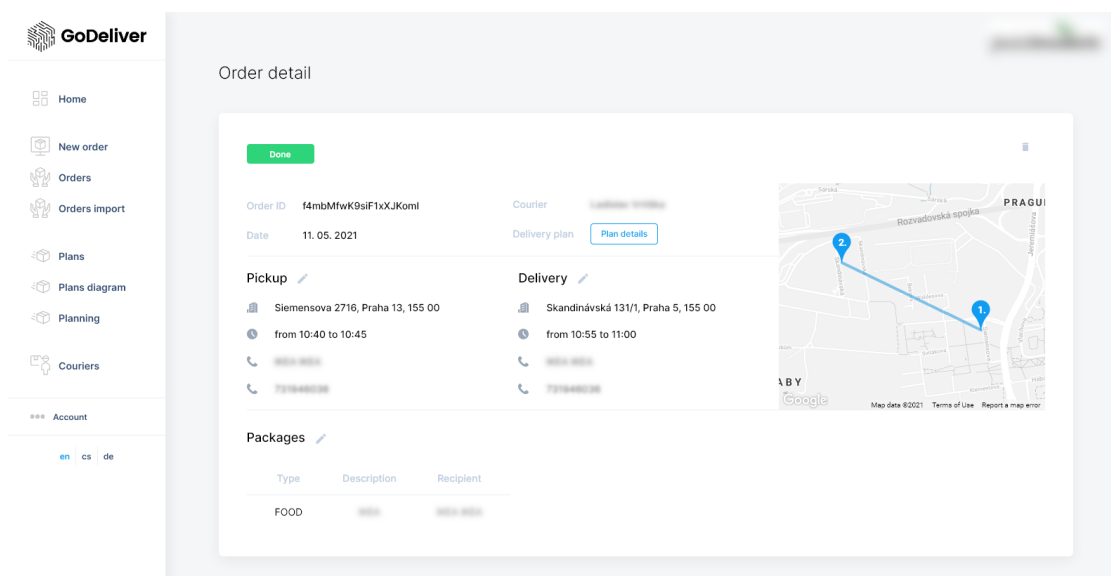 GoDeliver
Home
New order
Orders
Orders import
Plans
Plans diagram
Planning
Couriers
Account
en cs de
Order detail
Done
Order ID f4mbMfwK9siF1xXJKomI
Date 11. 05. 2021
Courier
Delivery plan Plan details
Pickup
Siemensova 2716, Praha 13, 155 00
from 10:40 to 10:45
Delivery
Skandinávská 131/1, Praha 5, 155 00
from 10:55 to 11:00
Sárská
PRAGU
Rozvadovská spojka
Jeremiášova
2.
1.
ABY
Google
Map data ©2021 Terms of Use Report a map error
Packages
Type Description Recipient
FOOD